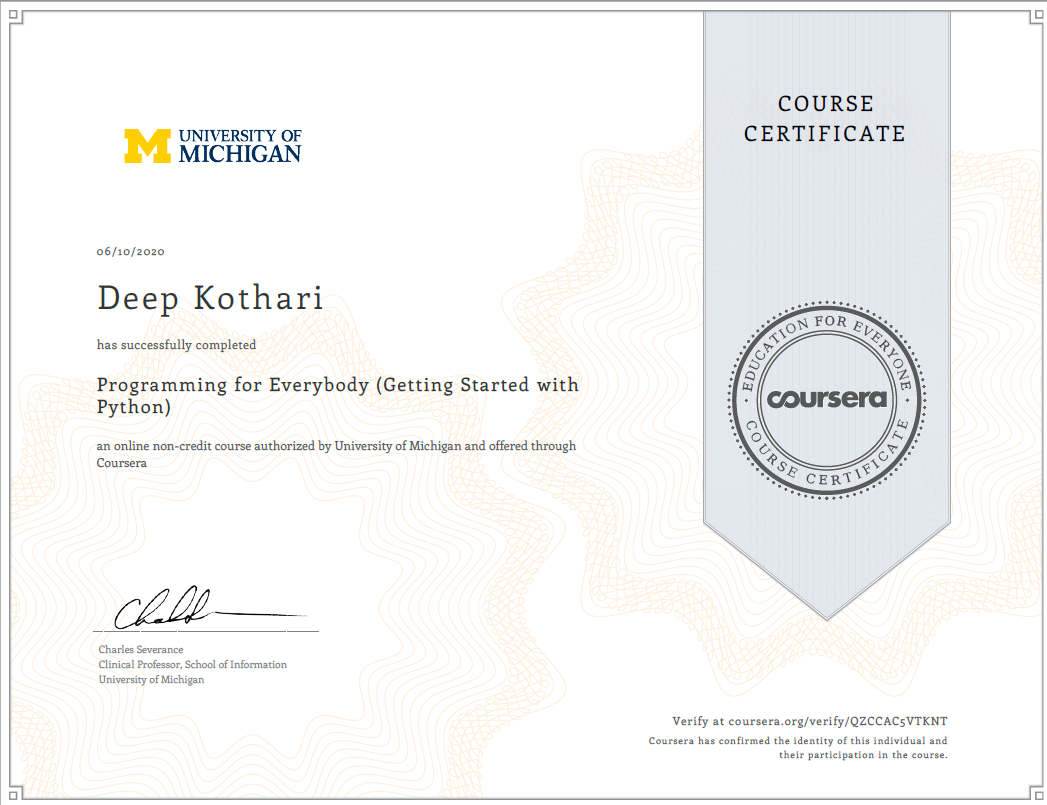 COURSE
CERTIFICATE
UNIVERSITY OF
MICHIGAN
06/10/2020
Deep Kothari
has successfully completed
Programming for Everybody (Getting Started with
Python)
an online non-credit course authorized by University of Michigan and offered through
Coursera
EDUCATION FOR EVERYONE
coursera
COURSE CERTIFICATE
Charles Severance
Clinical Professor, School of Information
University of Michigan
Verify at coursera.org/verify/QZCCAC5VTKNT
Coursera has confirmed the identity of this individual and
their participation in the course.